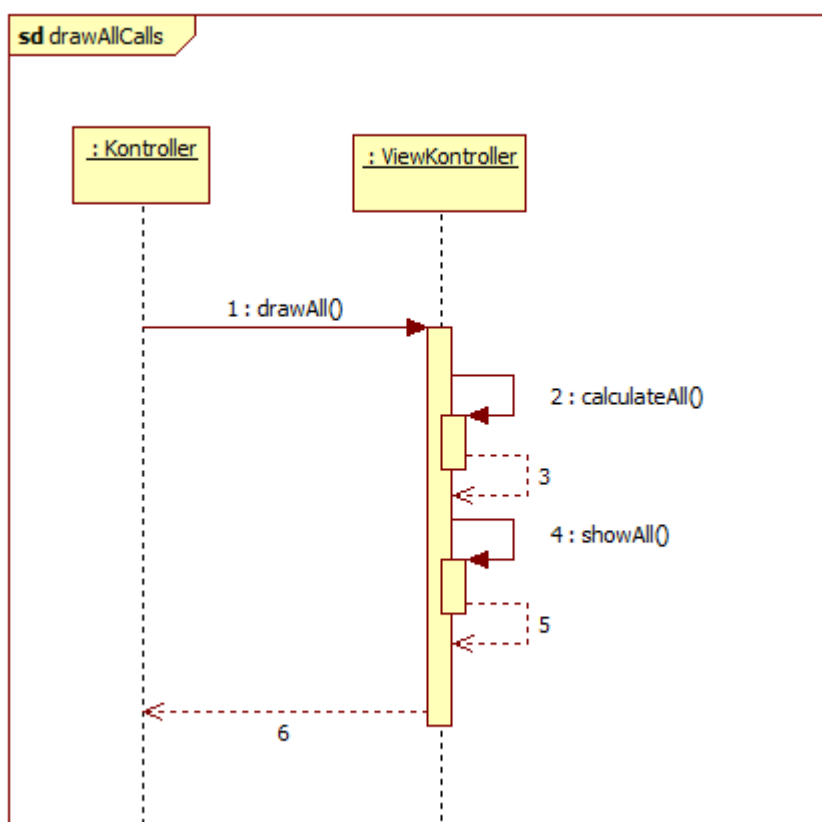 sd drawAllCalls
: Kontroller
: ViewKontroller
1 : drawAll()
2 : calculateAll()
3
4 : showAll()
5
6